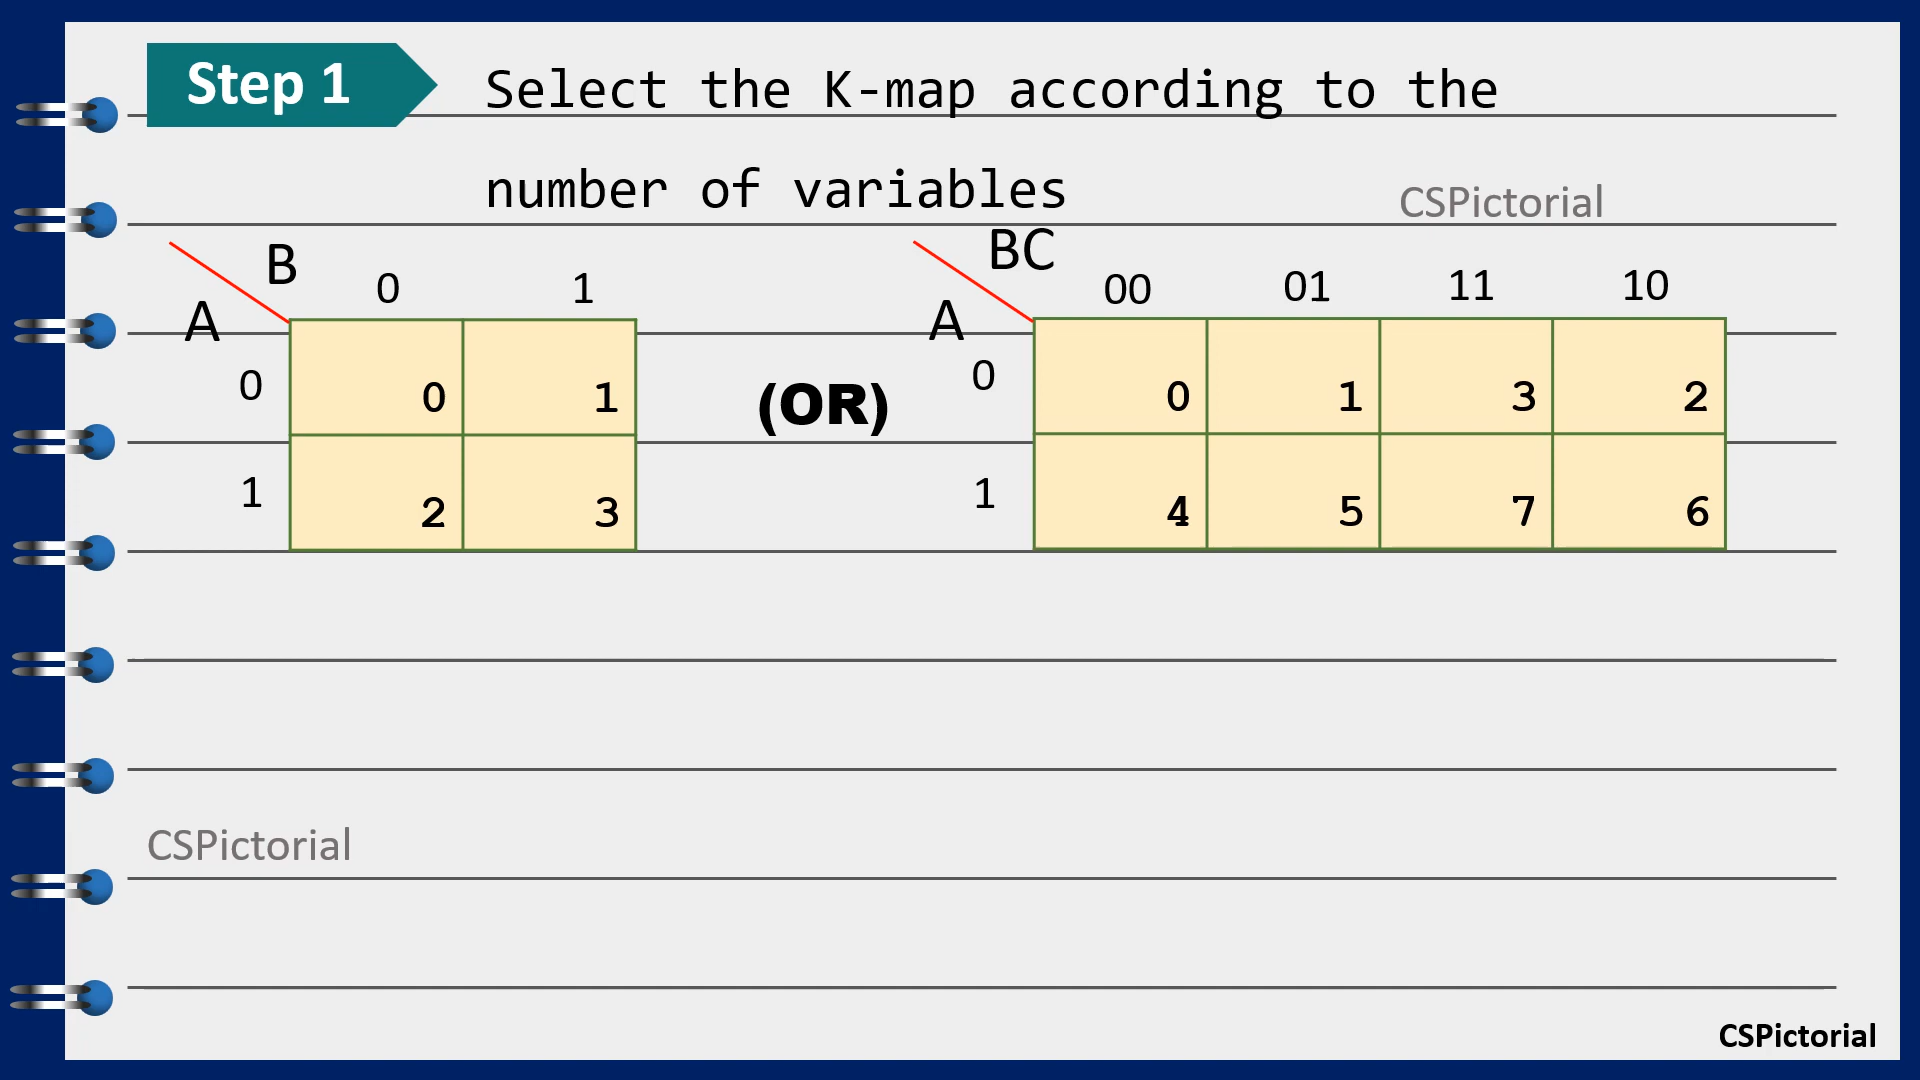 Step 1
Select the K-map according to the
number of variables
CSPictorial
B
0 1
A
0 0 1
1 2 3
(OR)
BC
00 01 11 10
A
0 0 1 3 2
1 4 5 7 6
CSPictorial
CSPictorial